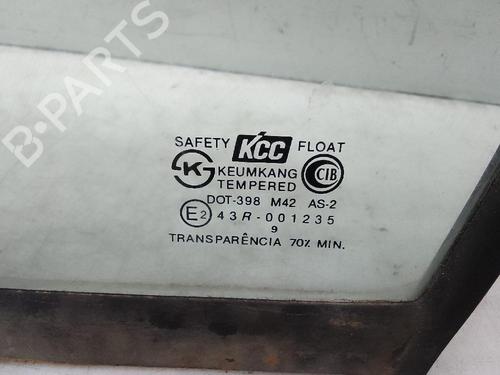 B-PARTS
SAFETY KCC FLOAT
K KEUMKANG CIB
TEMPERED
DOT-398 M42 AS-2
E2 43R-001235
9
TRANSPARÊNCIA 70% MIN.